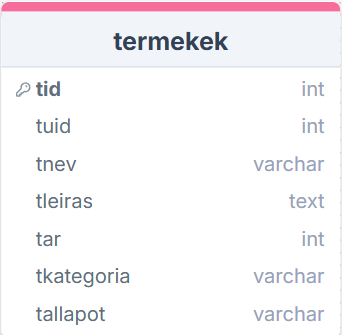 termekek
tid int
tuid int
tnev varchar
tleiras text
tar int
tkategoria varchar
tallapot varchar